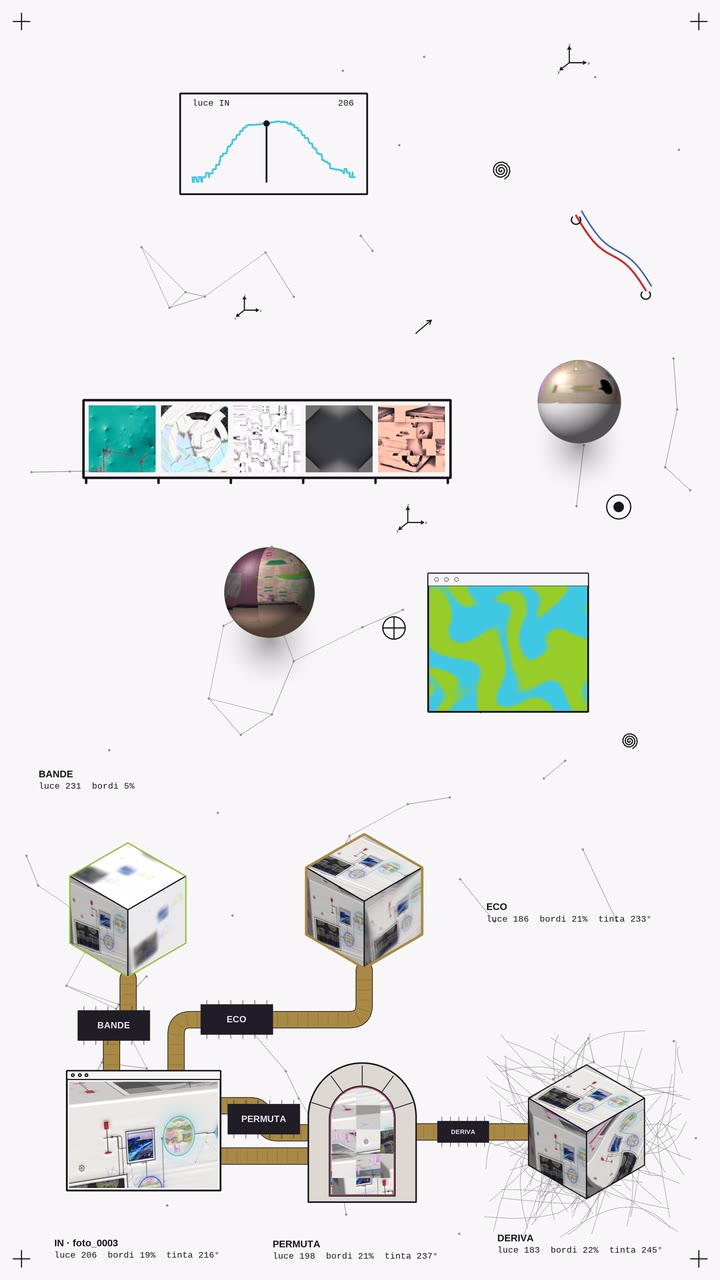 luce IN 206
BANDE
luce 231 bordi 5%
ECO
luce 186 bordi 21% tinta 233°
BANDE
ECO
PERMUTA
DERIVA
IN · foto_0003
luce 206 bordi 19% tinta 216°
PERMUTA
luce 198 bordi 21% tinta 237°
DERIVA
luce 183 bordi 22% tinta 245°